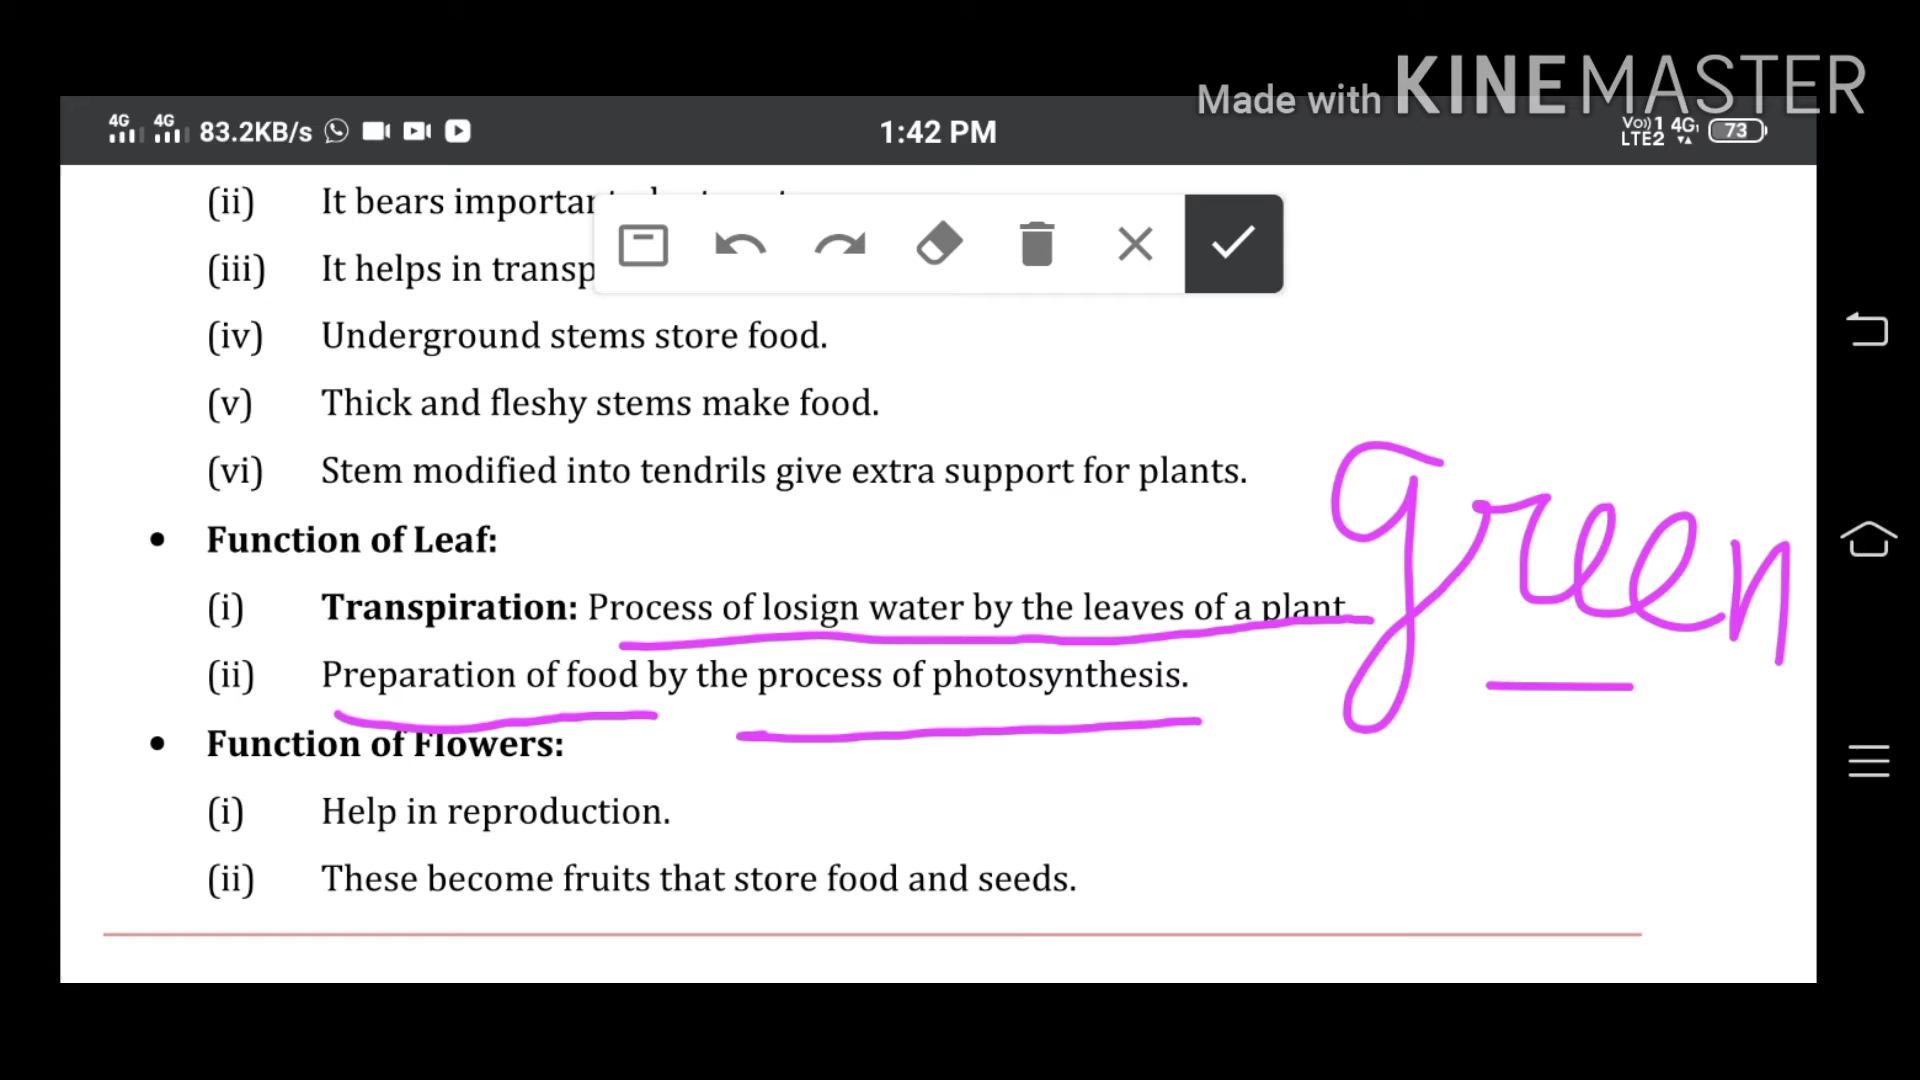 Made with KINEMASTER
4G 4G 83.2KB/s 1:42 PM Vo)) 1 LTE2 4G 73
(ii) It bears
(iii) It helps in
(iv) Underground stems store food.
(v) Thick and fleshy stems make food.
(vi) Stem modified into tendrils give extra support for plants.
green
• Function of Leaf:
(i) Transpiration: Process of losign water by the leaves of a plant
(ii) Preparation of food by the process of photosynthesis.
• Function of Flowers:
(i) Help in reproduction.
(ii) These become fruits that store food and seeds.